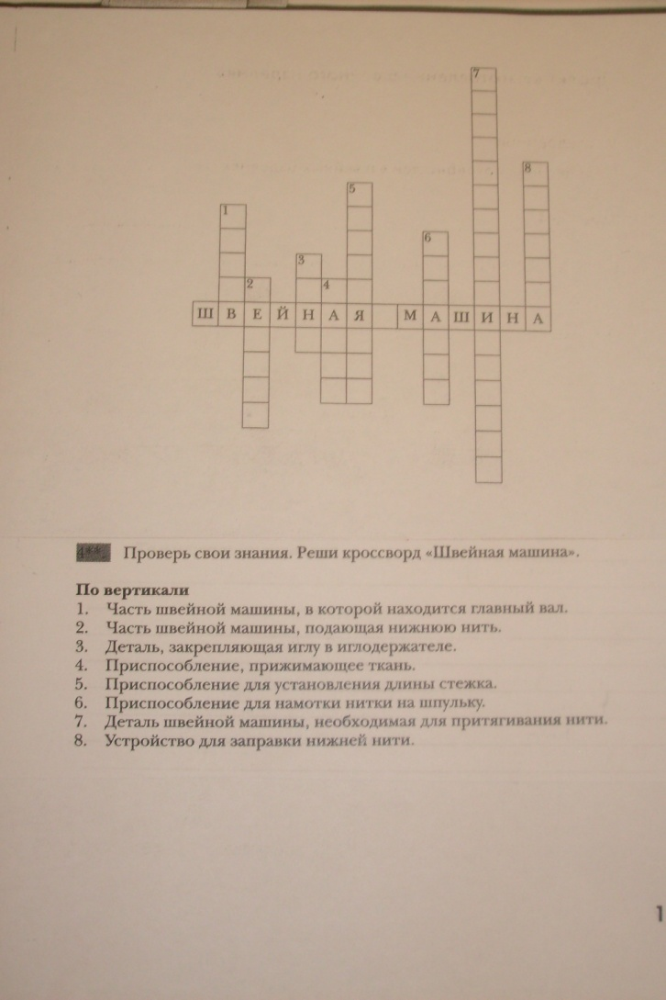 7
8
5
1
6
3
2
4
ШВЕЙНАЯ МАШИНА
4**. Проверь свои знания. Реши кроссворд «Швейная машина».
По вертикали
1. Часть швейной машины, в которой находится главный вал.
2. Часть швейной машины, подающая нижнюю нить.
3. Деталь, закрепляющая иглу в иглодержателе.
4. Приспособление, прижимающее ткань.
5. Приспособление для установления длины стежка.
6. Приспособление для намотки нитки на шпульку.
7. Деталь швейной машины, необходимая для притягивания нити.
8. Устройство для заправки нижней нити.
1